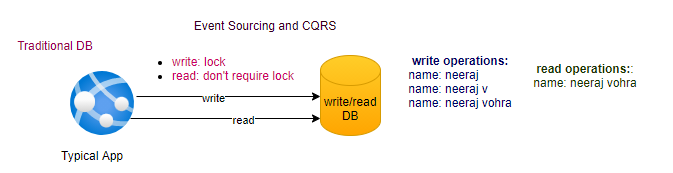 Event Sourcing and CQRS
Traditional DB
write: lock
read: don't require lock
write
read
write/read
DB
Typical App
write operations:
name: neeraj
name: neeraj v
name: neeraj vohra
read operations::
name: neeraj vohra